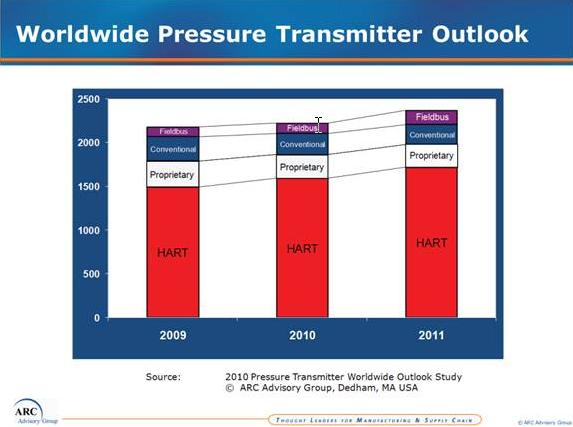 Worldwide Pressure Transmitter Outlook
2500
2000
1500
1000
500
0
Fieldbus
Conventional
Proprietary
HART
Fieldbus
Conventional
Proprietary
HART
Fieldbus
Conventional
Proprietary
HART
2009 2010 2011
Source: 2010 Pressure Transmitter Worldwide Outlook Study
© ARC Advisory Group, Dedham, MA USA
ARC
Advisory Group
THOUGHT LEADERS FOR MANUFACTURING & SUPPLY CHAIN
© ARC Advisory Group